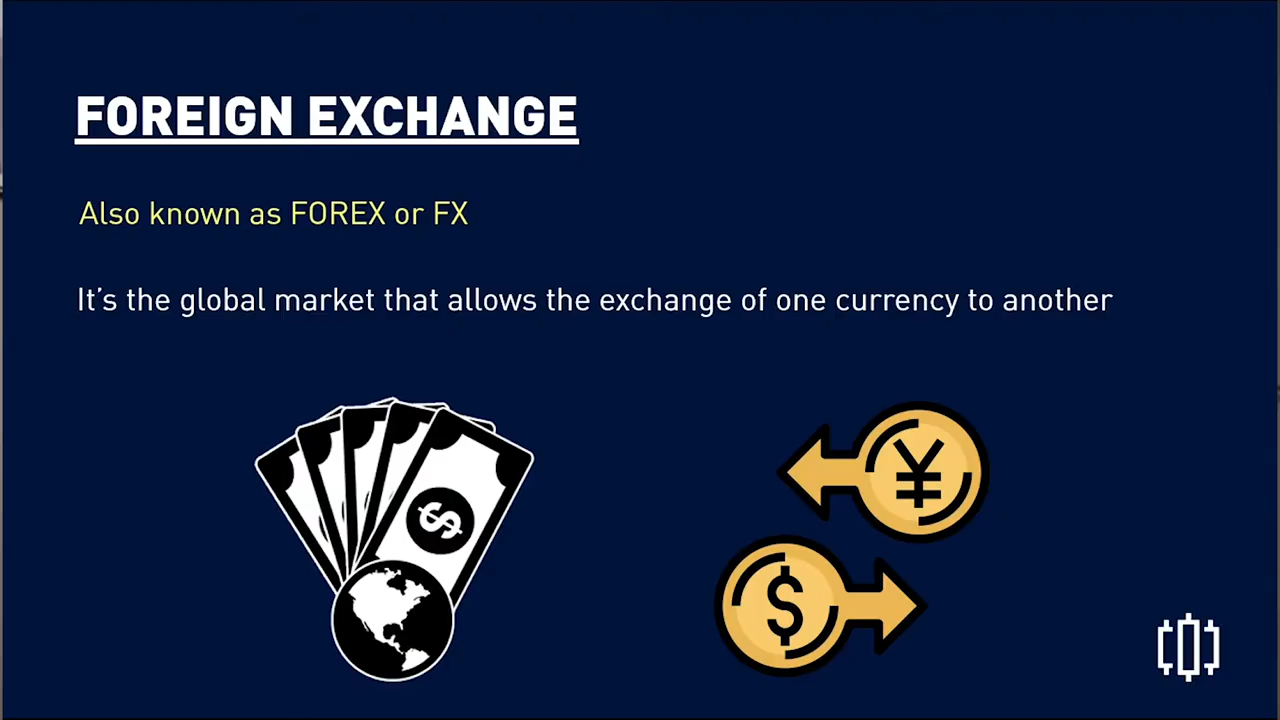 FOREIGN EXCHANGE
Also known as FOREX or FX
It's the global market that allows the exchange of one currency to another
$
¥
$